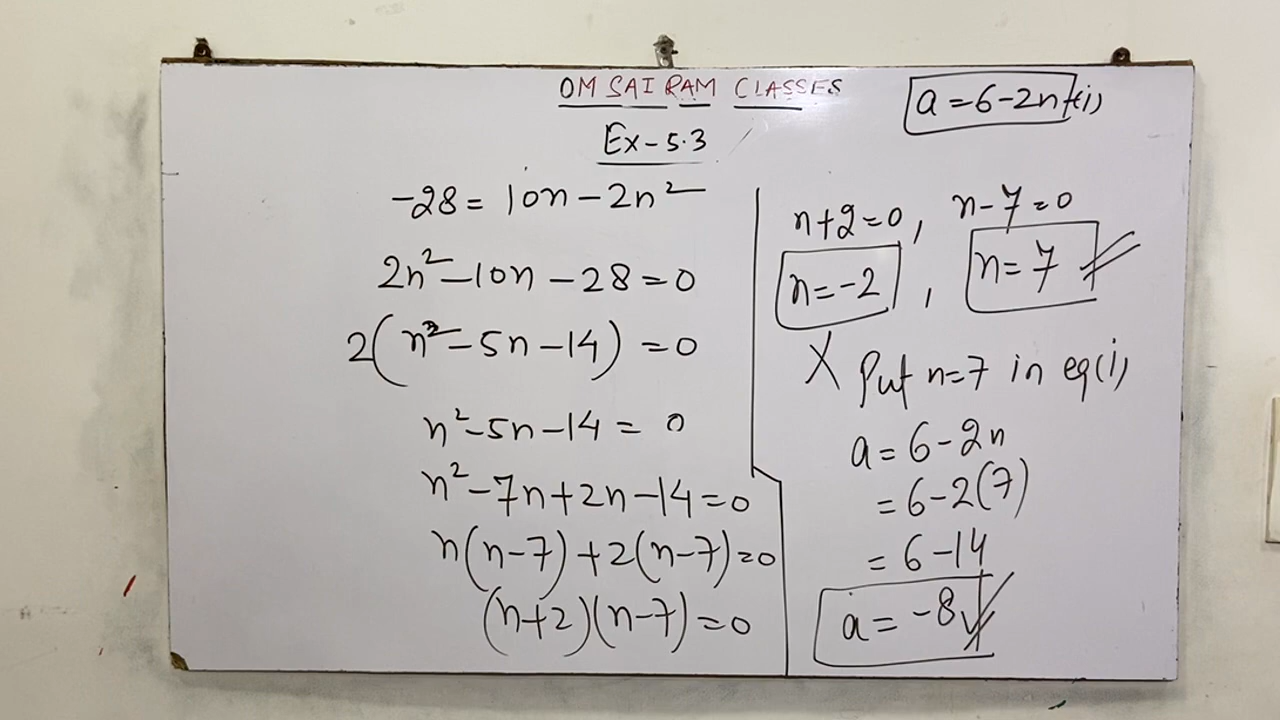 OM SAI RAM CLASSES
a=6-2n-(i)
Ex-5.3
-28=10n-2n²
2n²-10n-28=0
2(n²-5n-14)=0
n²-5n-14=0
n²-7n+2n-14=0
n(n-7)+2(n-7)=0
(n+2)(n-7)=0
n+2=0, n-7=0
n=-2, n=7
X Put n=7 in eq(i)
a=6-2n
=6-2(7)
=6-14
a=-8